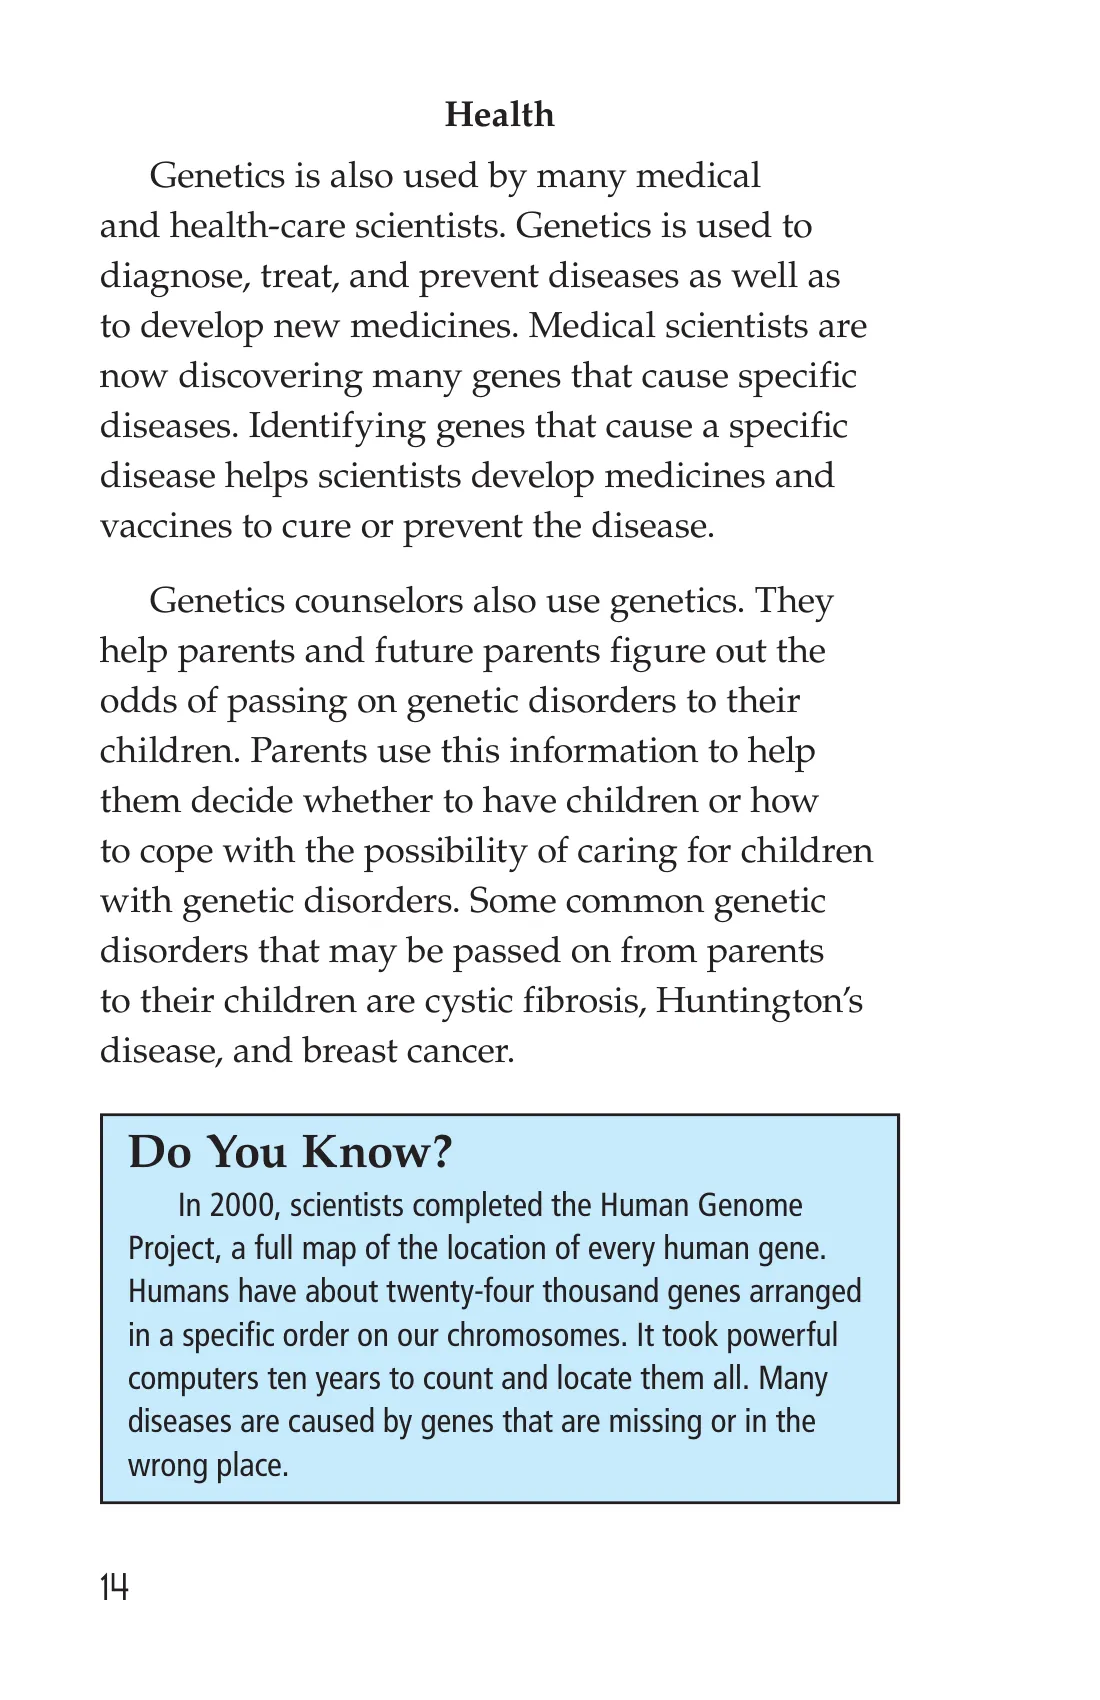 Health
Genetics is also used by many medical
and health-care scientists. Genetics is used to
diagnose, treat, and prevent diseases as well as
to develop new medicines. Medical scientists are
now discovering many genes that cause specific
diseases. Identifying genes that cause a specific
disease helps scientists develop medicines and
vaccines to cure or prevent the disease.
Genetics counselors also use genetics. They
help parents and future parents figure out the
odds of passing on genetic disorders to their
children. Parents use this information to help
them decide whether to have children or how
to cope with the possibility of caring for children
with genetic disorders. Some common genetic
disorders that may be passed on from parents
to their children are cystic fibrosis, Huntington’s
disease, and breast cancer.
Do You Know?
In 2000, scientists completed the Human Genome
Project, a full map of the location of every human gene.
Humans have about twenty-four thousand genes arranged
in a specific order on our chromosomes. It took powerful
computers ten years to count and locate them all. Many
diseases are caused by genes that are missing or in the
wrong place.
14